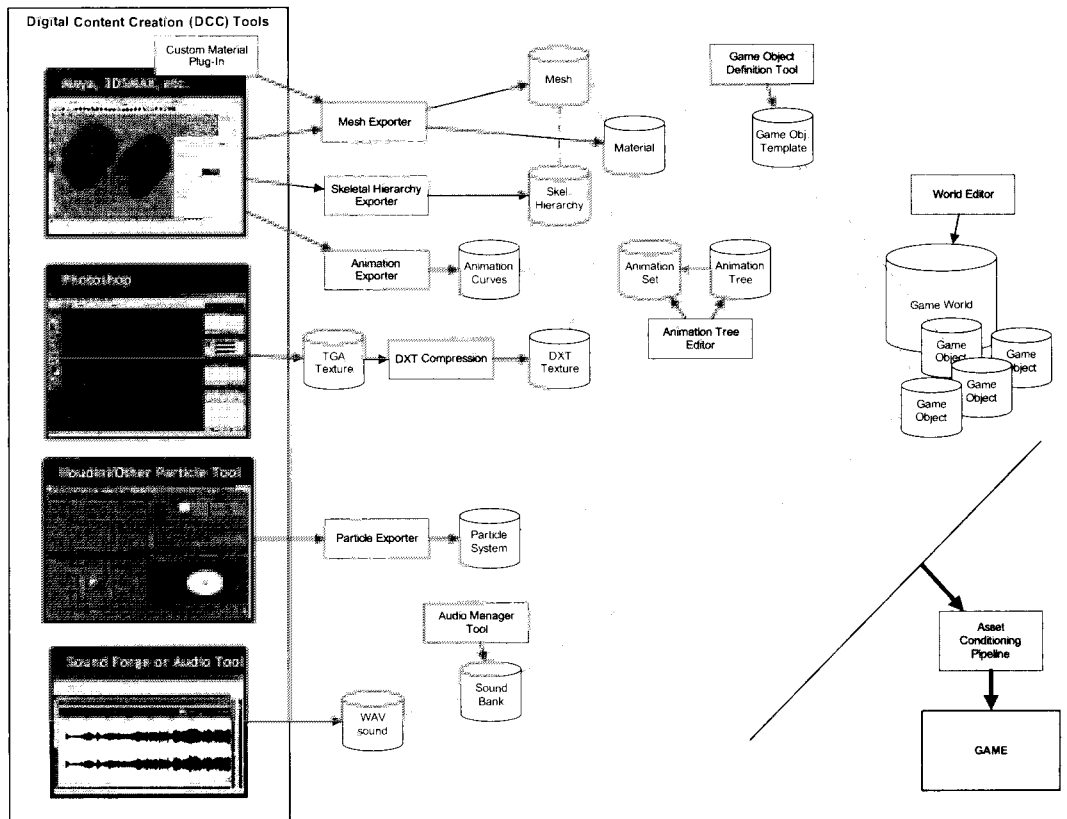 Digital Content Creation (DCC) Tools
Custom Material
Plug-In
Maya, 3DSMAX, etc.
Mesh Exporter
Mesh
Material
Game Object
Definition Tool
Game Obj.
Template
Skeletal Hierarchy
Exporter
Skel.
Hierarchy
World Editor
Animation
Exporter
Animation
Curves
Animation
Set
Animation
Tree
Animation Tree
Editor
Game World
Game
Object
Game
Object
Game
Object
Game
Object
Photoshop
TGA
Texture
DXT Compression
DXT
Texture
Houdini/Other Particle Tool
Particle Exporter
Particle
System
Audio Manager
Tool
Sound
Bank
Sound Forge or Audio Tool
WAV
sound
Asset
Conditioning
Pipeline
GAME